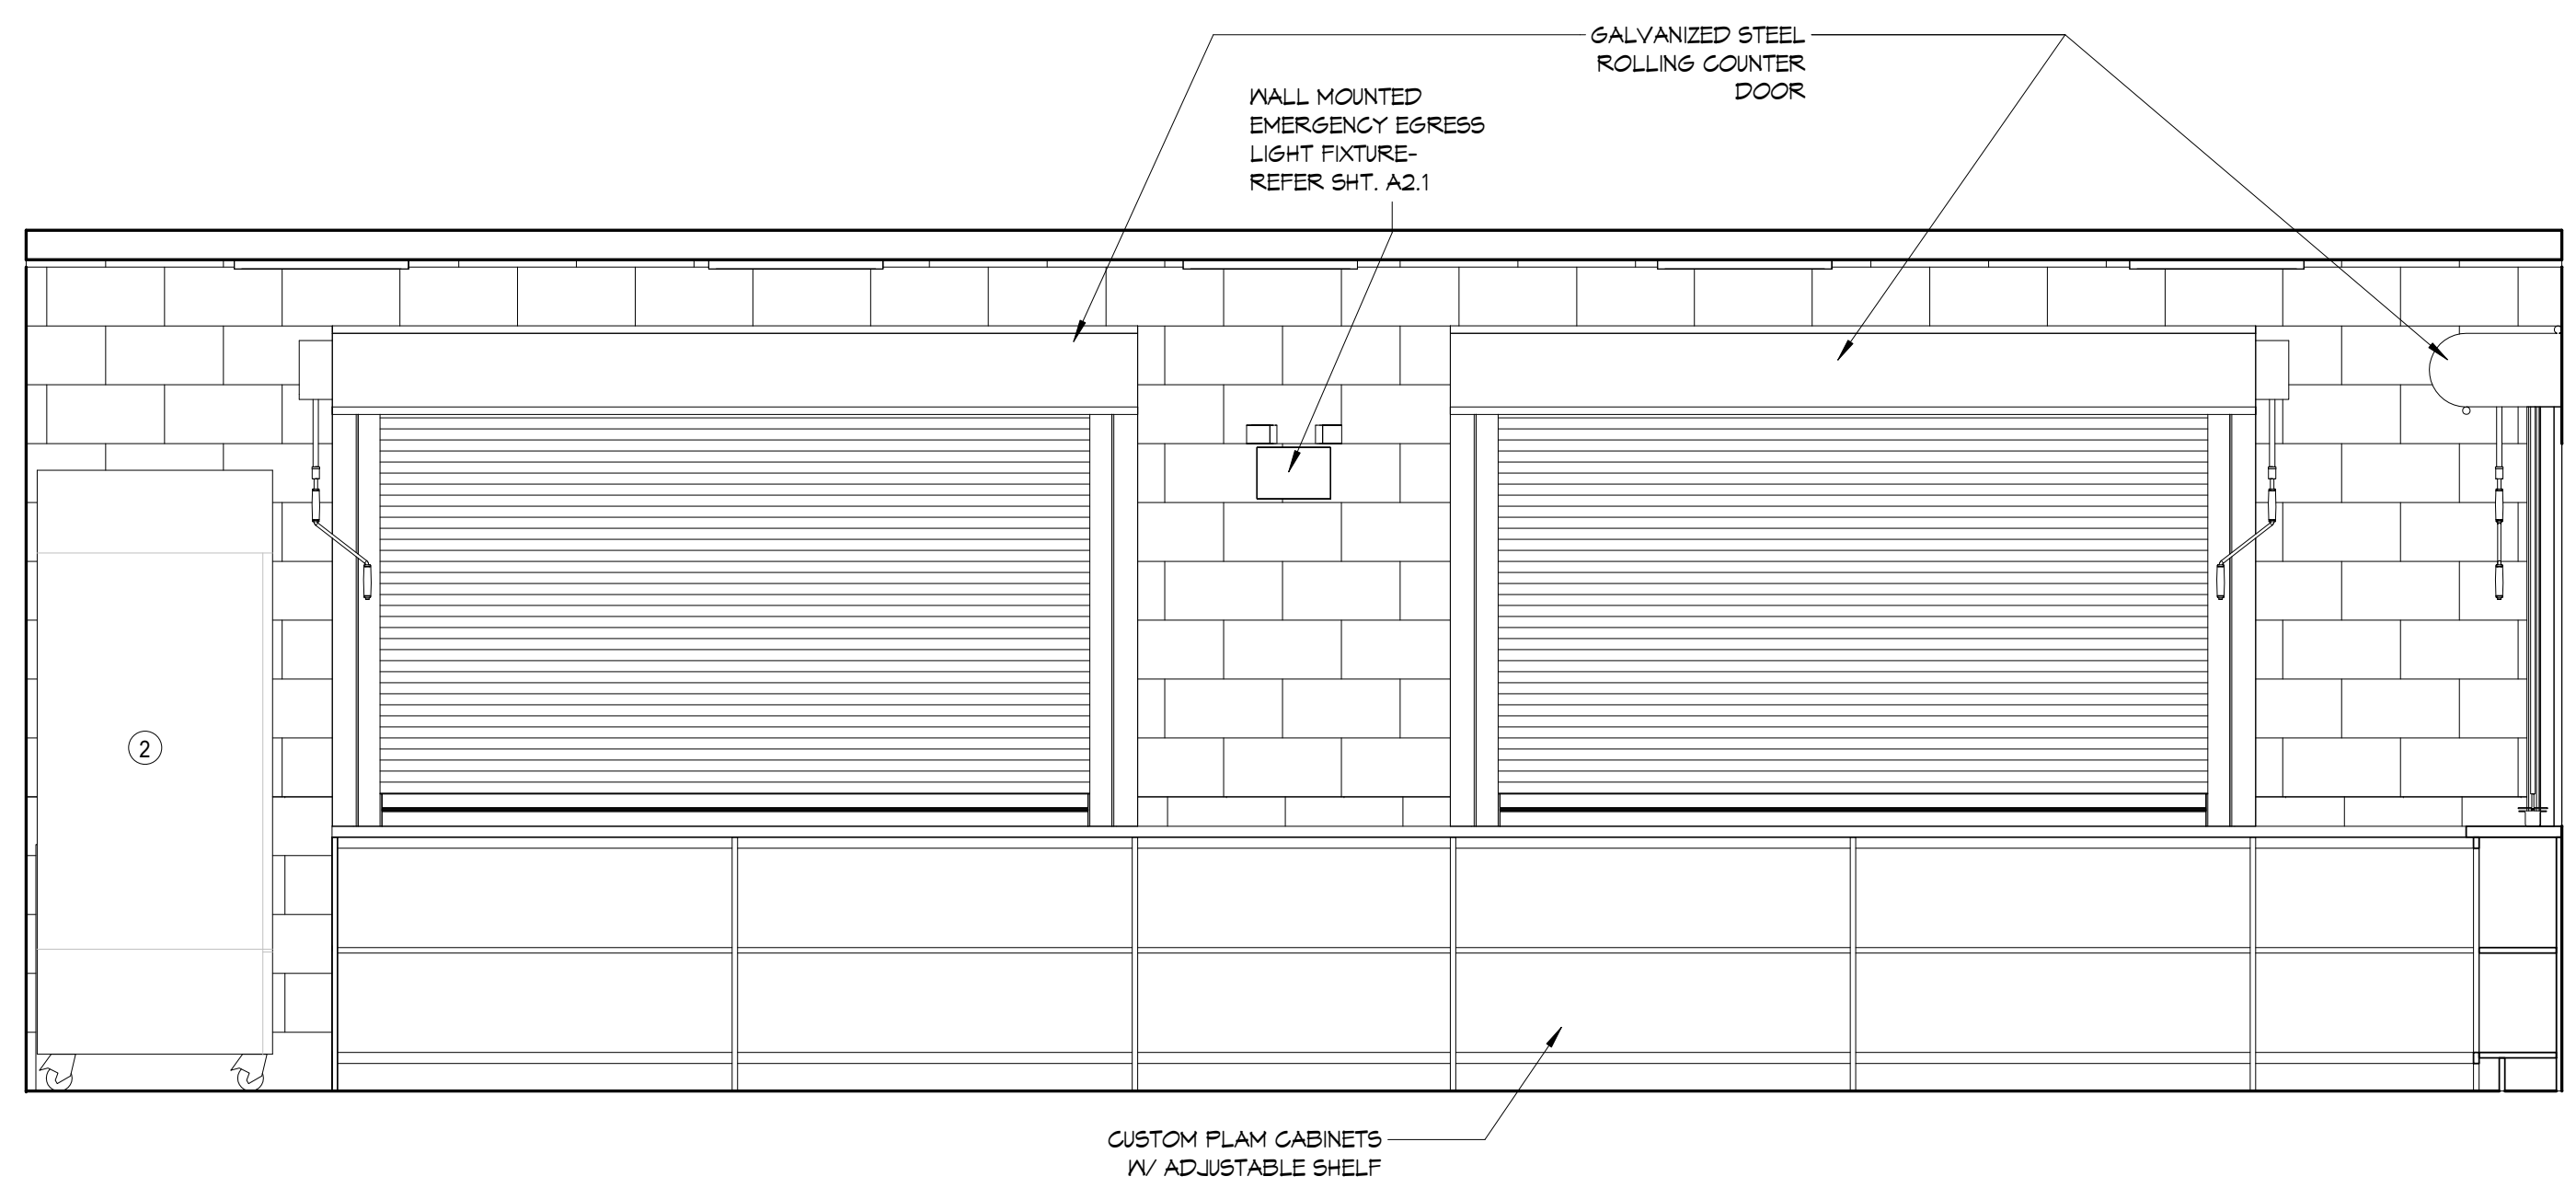 GALVANIZED STEEL
ROLLING COUNTER
DOOR
WALL MOUNTED
EMERGENCY EGRESS
LIGHT FIXTURE-
REFER SHT. A2.1
2
CUSTOM PLAM CABINETS
W/ ADJUSTABLE SHELF